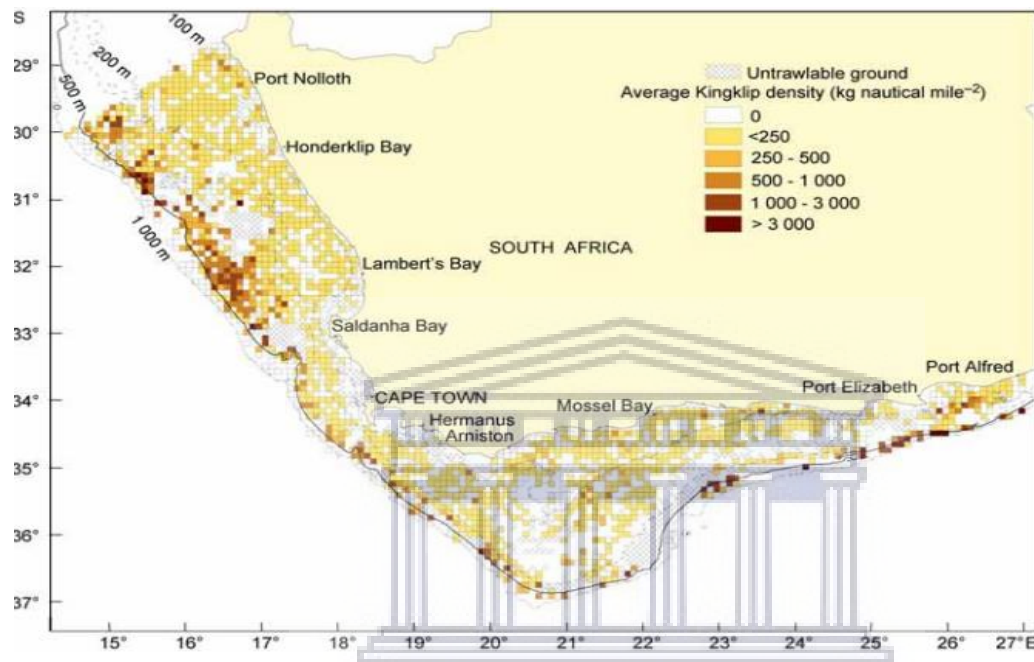 S
100 m
200 m
500 m
1 000 m
29°
30°
31°
32°
33°
34°
35°
36°
37°
Port Nolloth
Honderklip Bay
Lambert's Bay
Saldanha Bay
CAPE TOWN
Hermanus
Arniston
Mossel Bay
Port Elizabeth
Port Alfred
SOUTH AFRICA
Untrawlable ground
Average Kingklip density (kg nautical mile⁻²)
0
<250
250 - 500
500 - 1 000
1 000 - 3 000
> 3 000
15° 16° 17° 18° 19° 20° 21° 22° 23° 24° 25° 26° 27°E